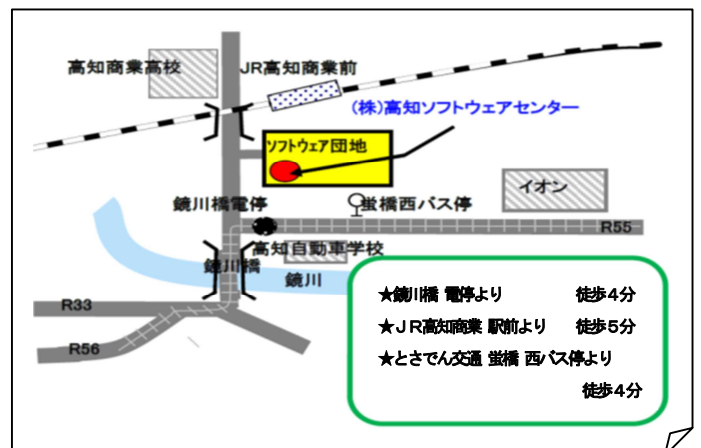 高知商業高校
JR高知商業前
(株)高知ソフトウェアセンター
ソフトウェア団地
イオン
鏡川橋電停
蛍橋西バス停
R55
高知自動車学校
鏡川橋
鏡川
R33
R56
★鏡川橋 電停より 徒歩4分
★JR高知商業 駅前より 徒歩5分
★とさでん交通 蛍橋 西バス停より
徒歩4分